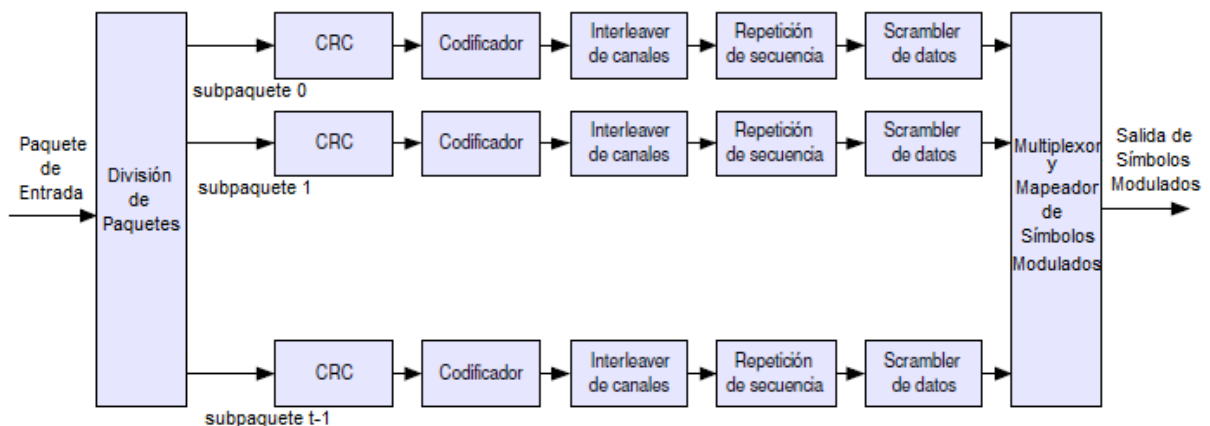 Paquete
de
Entrada
División
de
Paquetes
CRC
Codificador
Interleaver
de canales
Repetición
de secuencia
Scrambler
de datos
subpaquete 0
CRC
Codificador
Interleaver
de canales
Repetición
de secuencia
Scrambler
de datos
subpaquete 1
CRC
Codificador
Interleaver
de canales
Repetición
de secuencia
Scrambler
de datos
subpaquete t-1
Multiplexor
y
Mapeador
de
Símbolos
Modulados
Salida de
Símbolos
Modulados